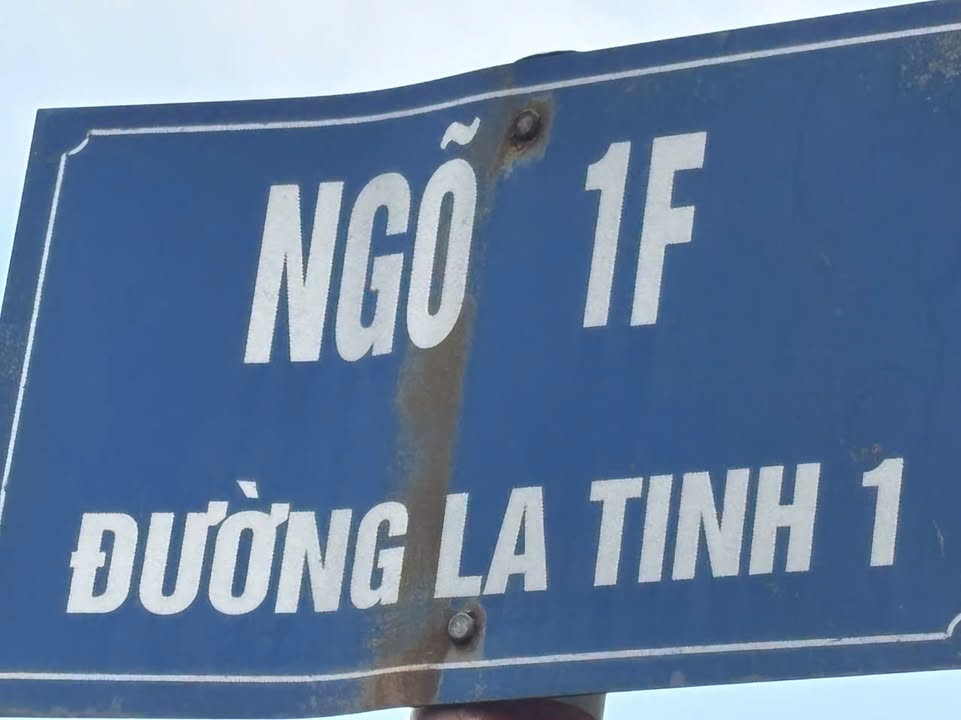 NGÕ 1F
ĐƯỜNG LA TINH 1